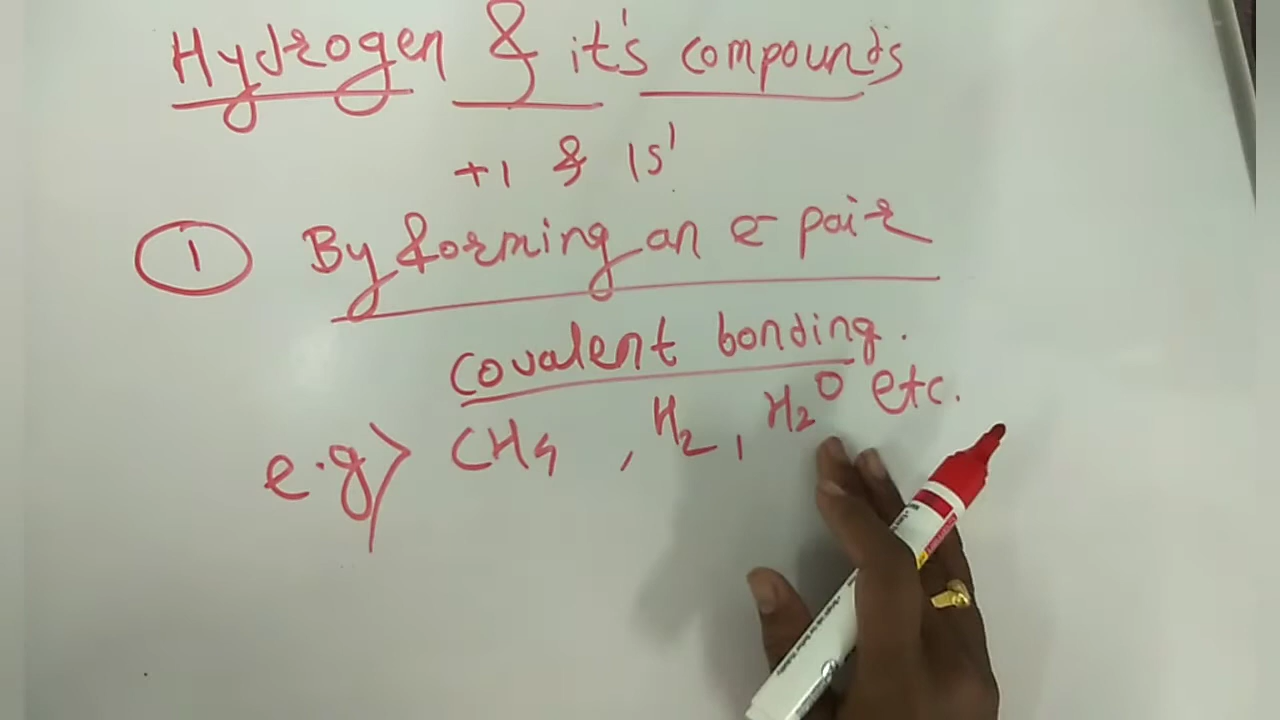 Hydrogen & it's compounds
+1 & 1s¹
① By forming an e⁻ pair
covalent bonding.
e.g> CH₄ , H₂, H₂O etc.